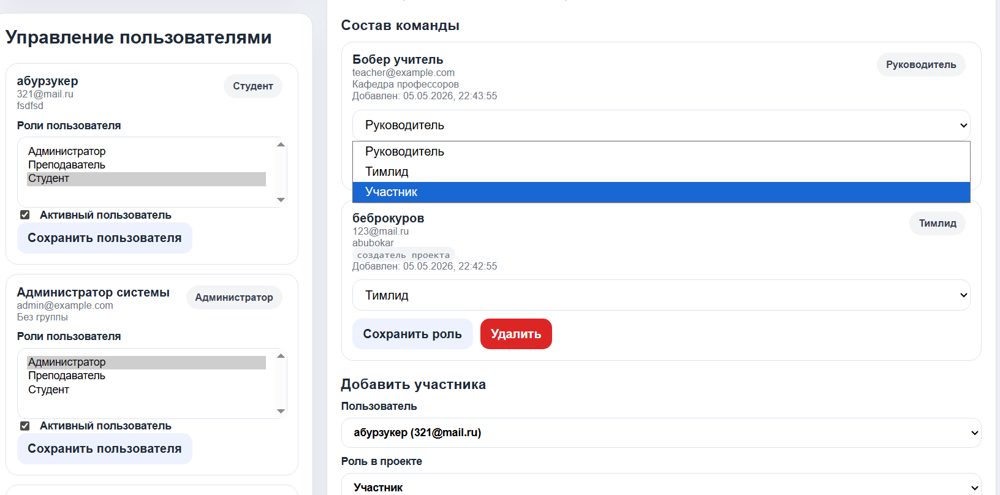 Управление пользователями
абурзукер
Студент
321@mail.ru
fsdfsd
Роли пользователя
Администратор
Преподаватель
Студент
Активный пользователь
Сохранить пользователя
Администратор системы
Администратор
admin@example.com
Без группы
Роли пользователя
Администратор
Преподаватель
Студент
Активный пользователь
Сохранить пользователя
Состав команды
Бобер учитель
Руководитель
teacher@example.com
Кафедра профессоров
Добавлен: 05.05.2026, 22:43:55
Руководитель
Руководитель
Тимлид
Участник
беброкуров
Тимлид
123@mail.ru
abubokar
создатель проекта
Добавлен: 05.05.2026, 22:42:55
Тимлид
Сохранить роль
Удалить
Добавить участника
Пользователь
абурзукер (321@mail.ru)
Роль в проекте
Участник